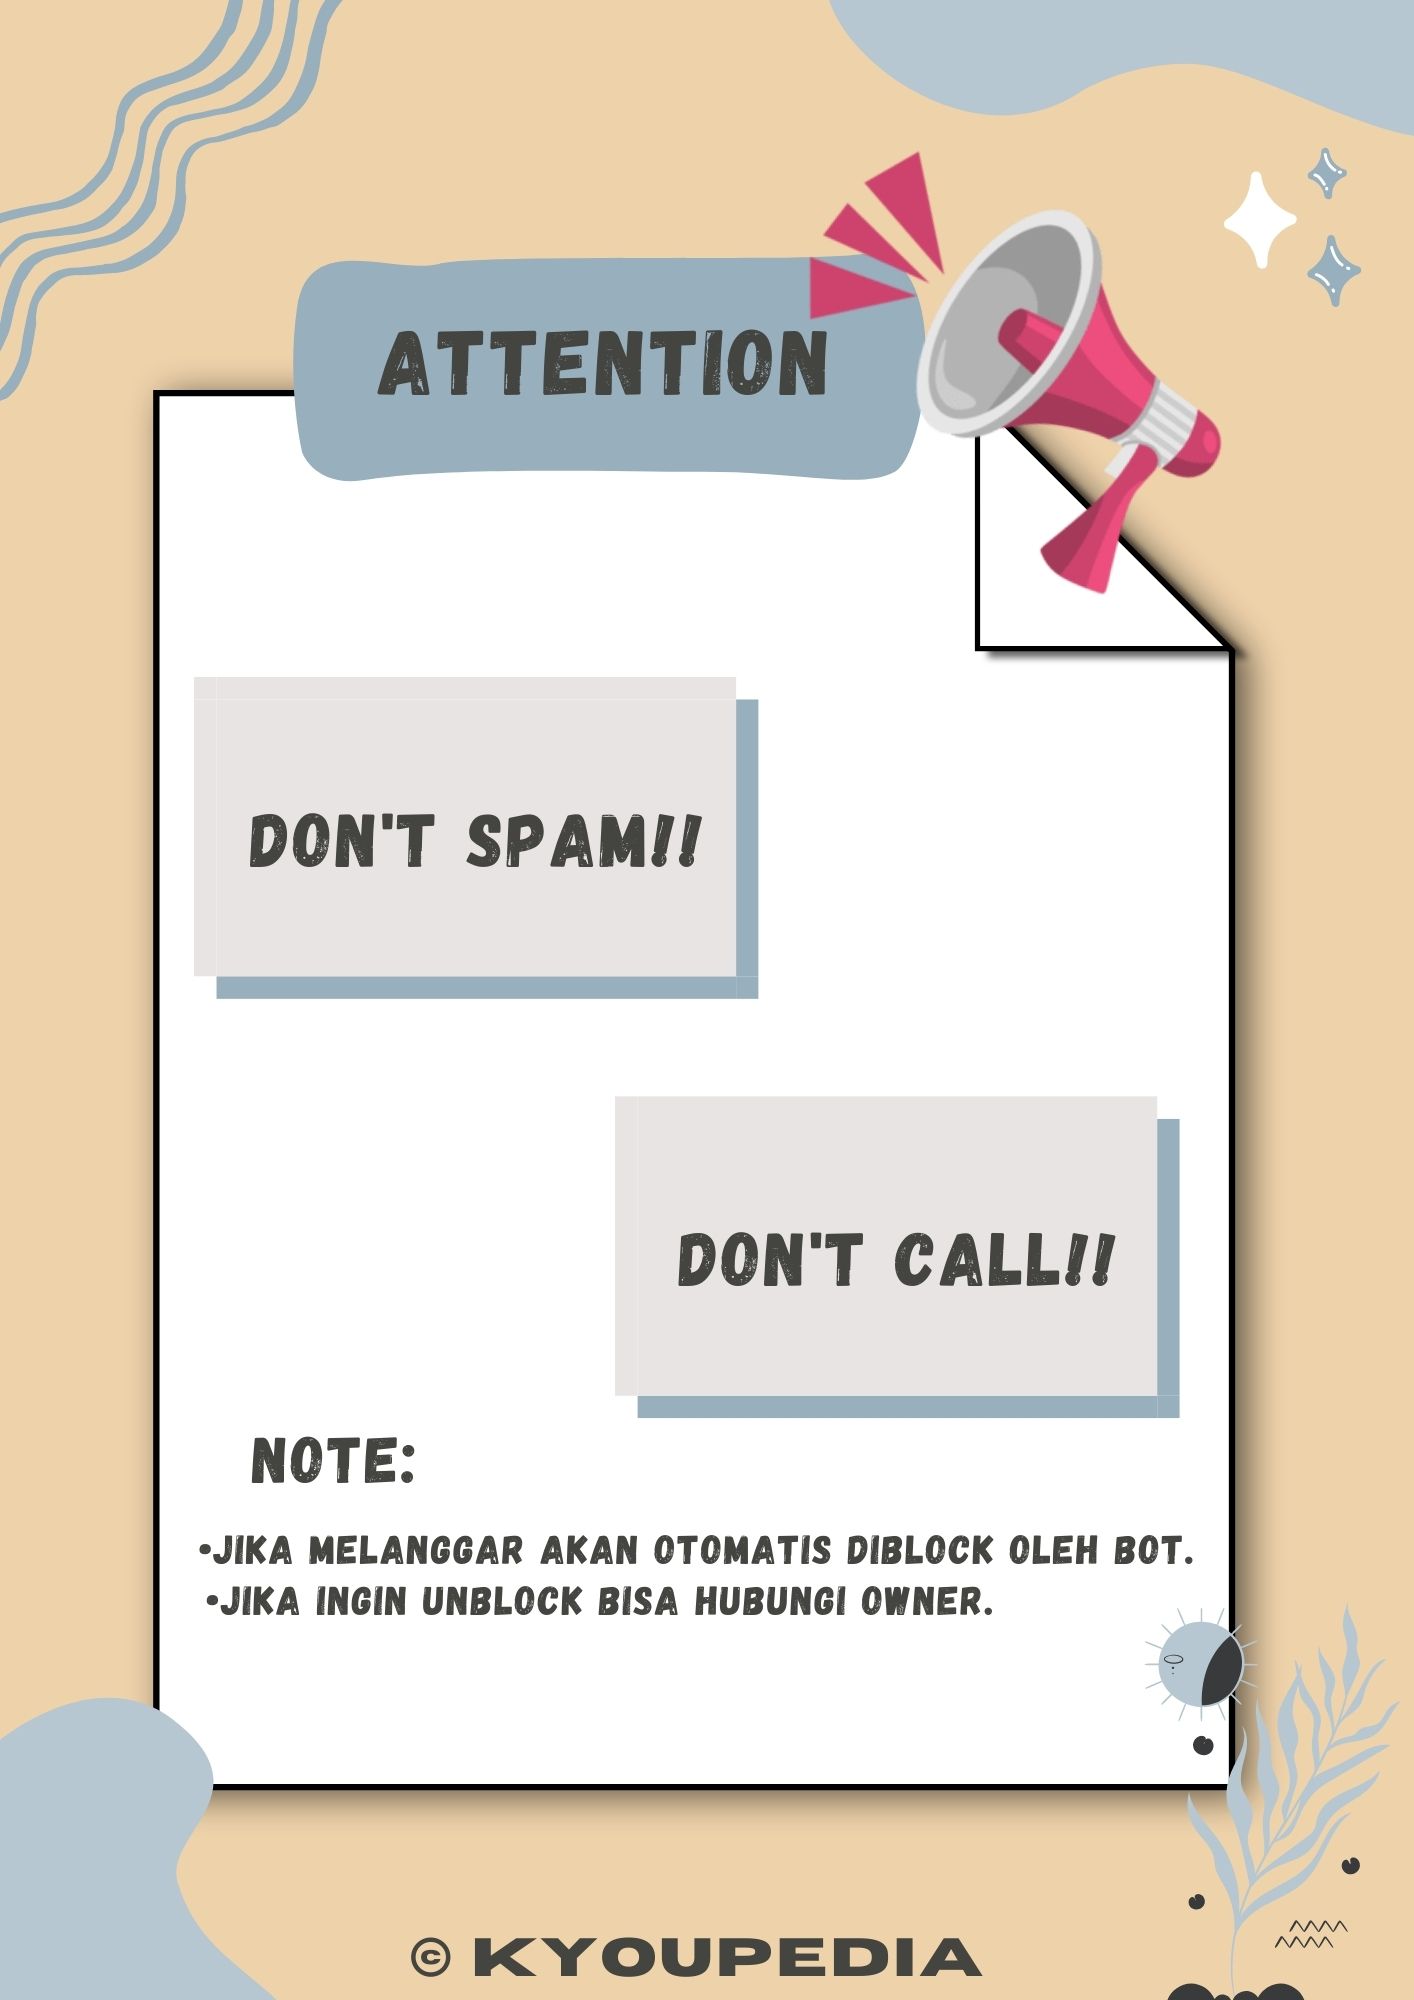 ATTENTION
DON'T SPAM!!
DON'T CALL!!
NOTE:
•JIKA MELANGGAR AKAN OTOMATIS DIBLOCK OLEH BOT.
•JIKA INGIN UNBLOCK BISA HUBUNGI OWNER.
© KYOUPEDIA